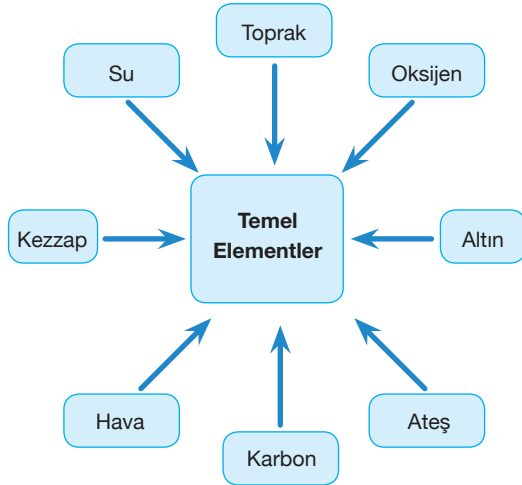 Toprak
Su
Oksijen
Kezzap
Temel
Elementler
Altın
Hava
Karbon
Ateş